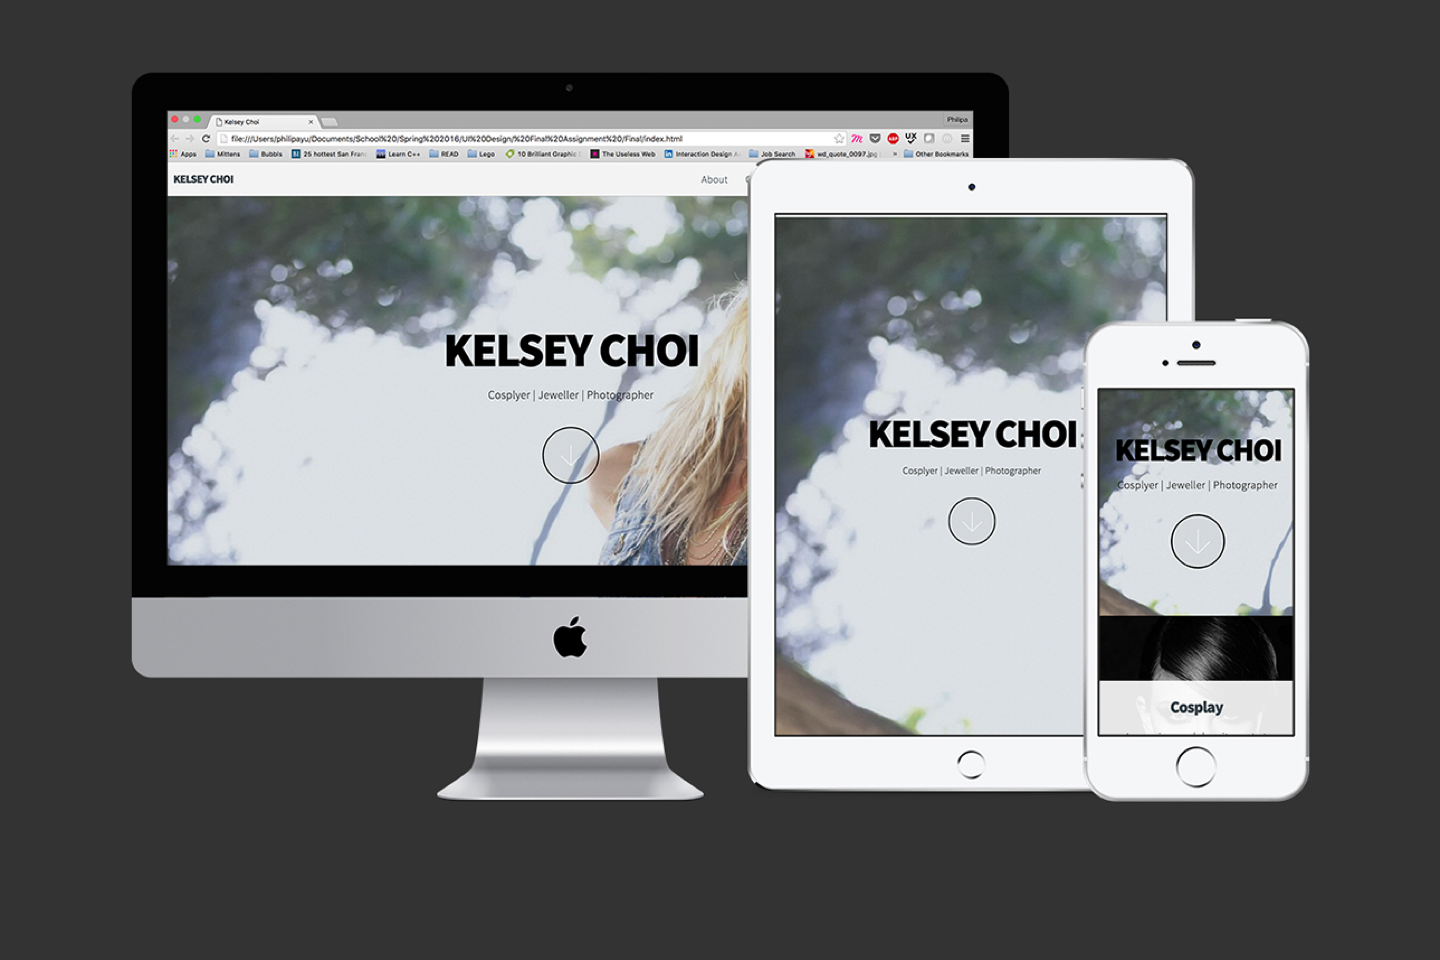 Kelsey Choi
Philipa
file:///Users/philipayu/Documents/School%20/Spring%202016/UI%20Design/%20Final%20Assignment%20/Final/index.html
Apps Mittens Bubbls 25 hottest San Fran Learn C++ READ Lego 10 Brilliant Graphic The Useless Web Interaction Design Job Search wd_quote_0097.jpg » Other Bookmarks
KELSEY CHOI
About
KELSEY CHOI
Cosplyer | Jeweller | Photographer
KELSEY CHOI
Cosplyer | Jeweller | Photographer
KELSEY CHOI
Cosplyer | Jeweller | Photographer
Cosplay